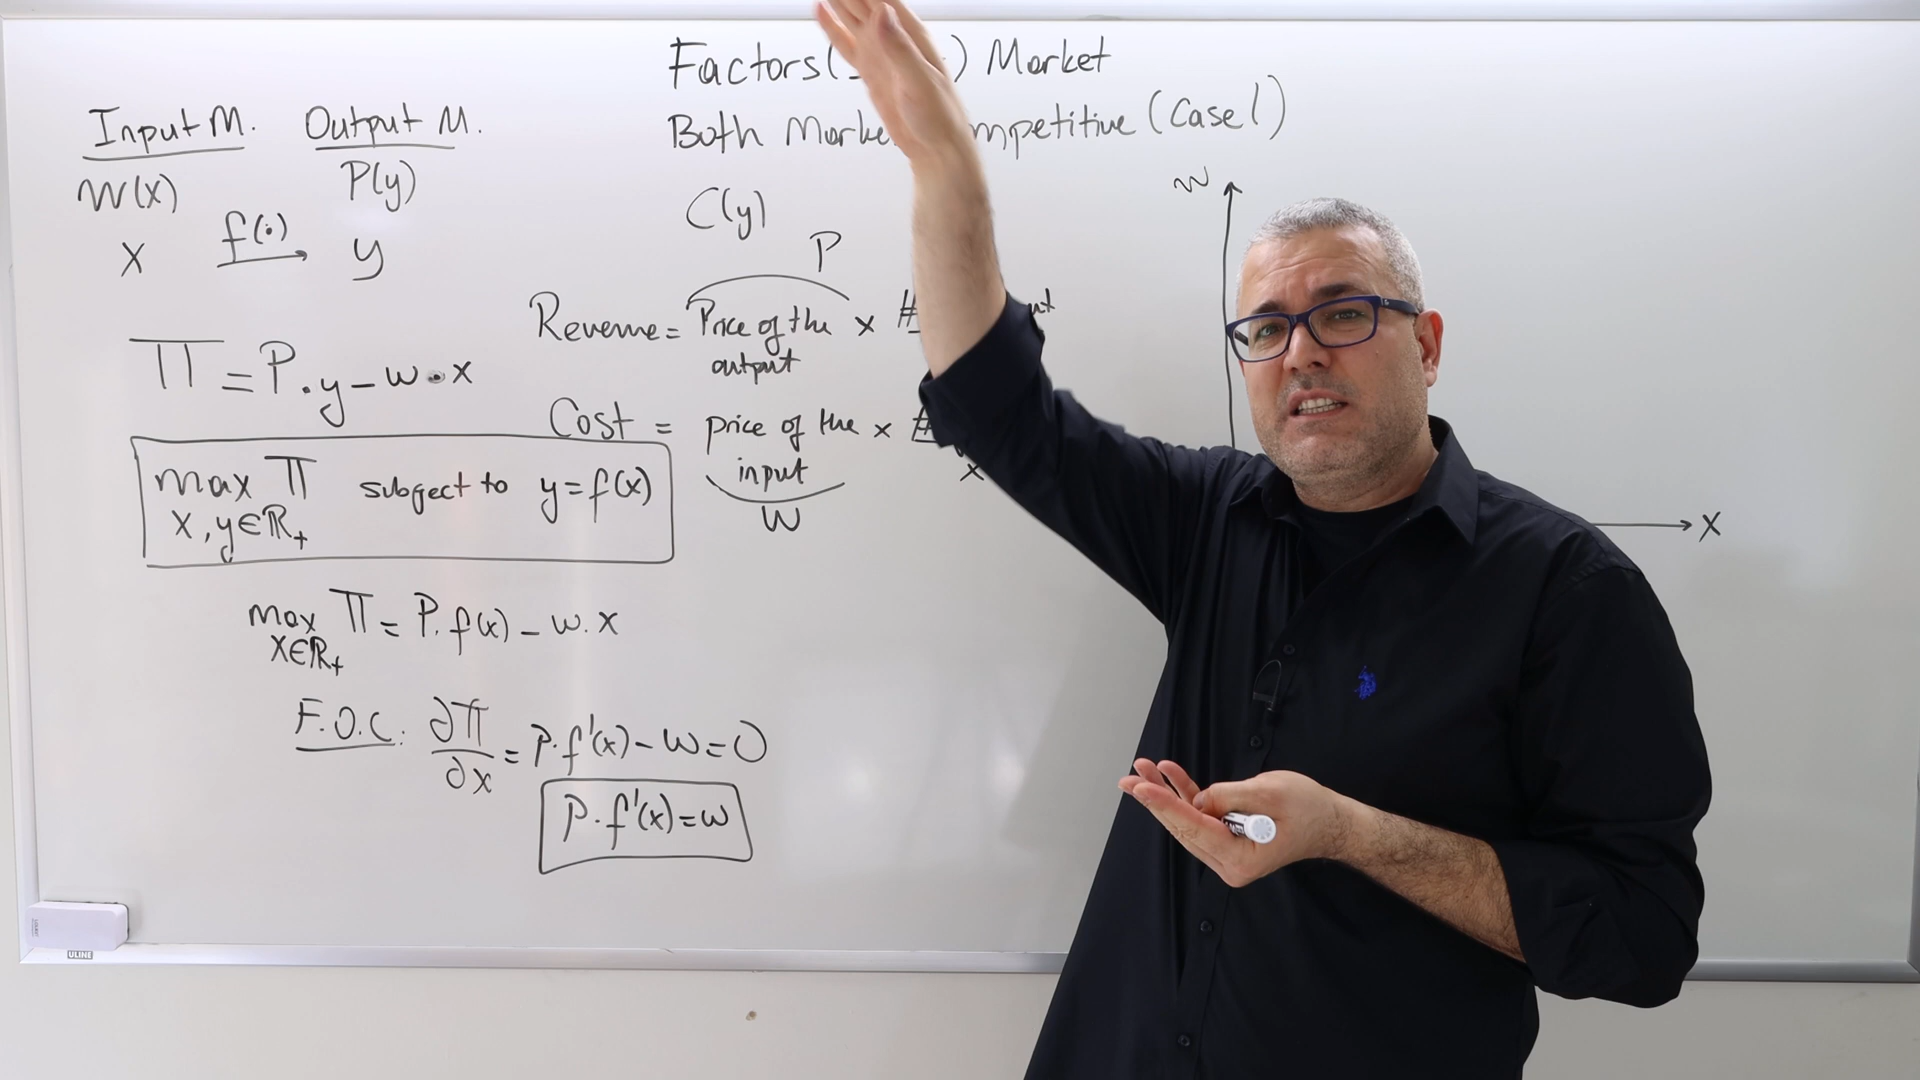 Factors( ) Market
Both Marke mpetitive (Case 1)
Input M. Output M.
W(x) P(y)
x f(·) y
C(y)
P
Revenue = Price of the output x #
Π = P.y - w.x
Cost = price of the input x #
x
W
max Π subject to y=f(x)
x, y∈ℝ₊
max Π = P.f(x) - w.x
x∈ℝ₊
F.O.C: ∂Π/∂x = P.f'(x) - w = 0
P.f'(x) = w
w
X
ULINE